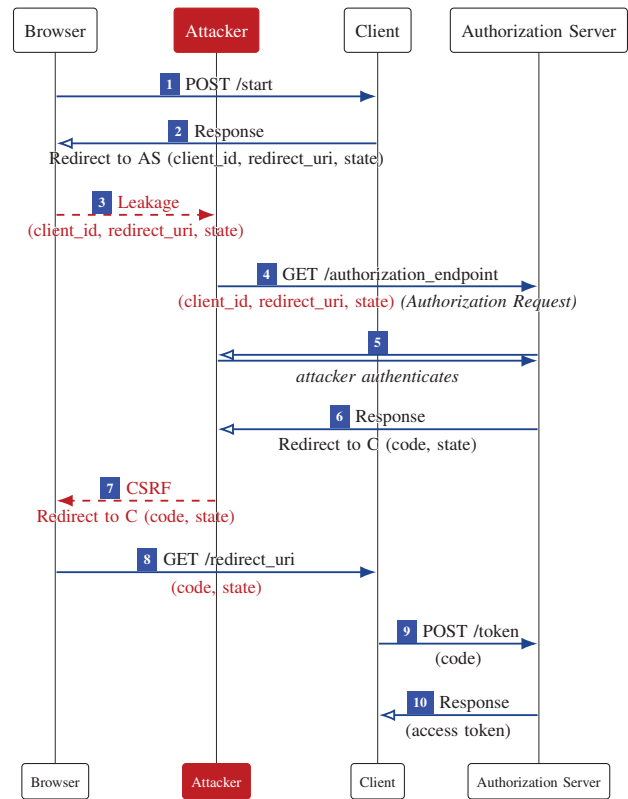 Browser
Attacker
Client
Authorization Server
1 POST /start
2 Response
Redirect to AS (client_id, redirect_uri, state)
3 Leakage
(client_id, redirect_uri, state)
4 GET /authorization_endpoint
(client_id, redirect_uri, state) (Authorization Request)
5
attacker authenticates
6 Response
Redirect to C (code, state)
7 CSRF
Redirect to C (code, state)
8 GET /redirect_uri
(code, state)
9 POST /token
(code)
10 Response
(access token)
Browser
Attacker
Client
Authorization Server